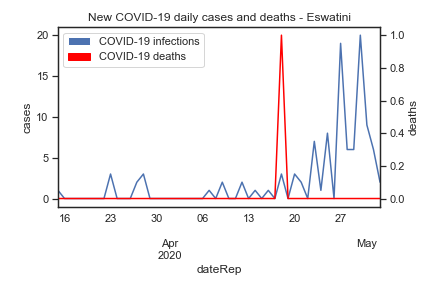 New COVID-19 daily cases and deaths - Eswatini
COVID-19 infections
COVID-19 deaths
20
15
10
5
0
cases
1.0
0.8
0.6
0.4
0.2
0.0
deaths
16 23 30 06 13 20 27
Apr May
2020
dateRep